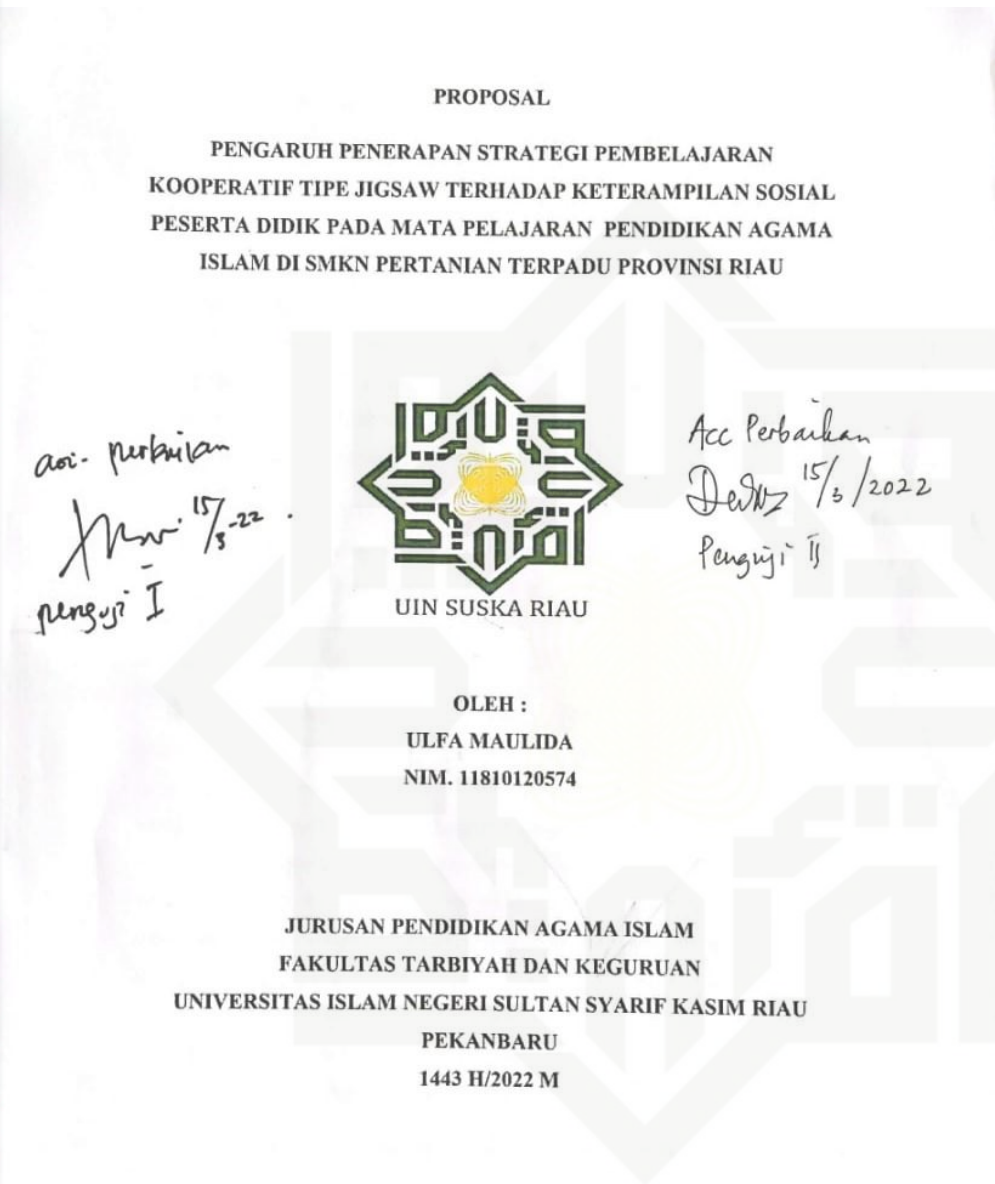 PROPOSAL
PENGARUH PENERAPAN STRATEGI PEMBELAJARAN
KOOPERATIF TIPE JIGSAW TERHADAP KETERAMPILAN SOSIAL
PESERTA DIDIK PADA MATA PELAJARAN PENDIDIKAN AGAMA
ISLAM DI SMKN PERTANIAN TERPADU PROVINSI RIAU
perbaikan
15/3-22.
penguji I
Acc Perbaikan
15/3/2022
Penguji II
UIN SUSKA RIAU
OLEH :
ULFA MAULIDA
NIM. 11810120574
JURUSAN PENDIDIKAN AGAMA ISLAM
FAKULTAS TARBIYAH DAN KEGURUAN
UNIVERSITAS ISLAM NEGERI SULTAN SYARIF KASIM RIAU
PEKANBARU
1443 H/2022 M